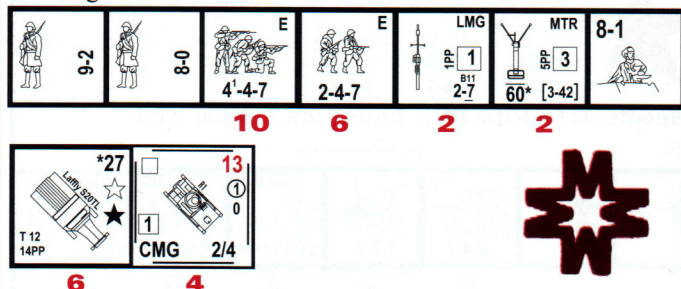 9-2
8-0
E
4¹-4-7
E
2-4-7
LMG
1PP 1
B11
2-7
MTR
5PP 3
60* [3-42]
8-1
10 6 2 2
*27
Laffly S20TL
T 12
14PP
13
B1
1
0
1
CMG 2/4
6 4